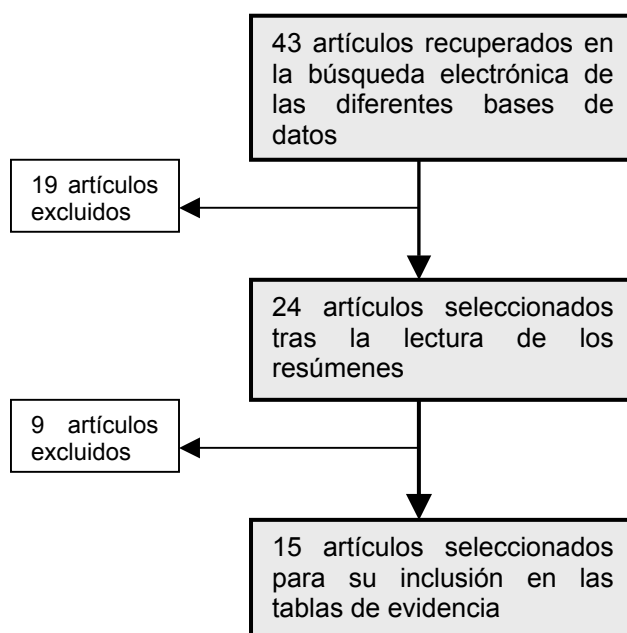 43 artículos recuperados en
la búsqueda electrónica de
las diferentes bases de
datos
19 artículos
excluidos
24 artículos seleccionados
tras la lectura de los
resúmenes
9 artículos
excluidos
15 artículos seleccionados
para su inclusión en las
tablas de evidencia